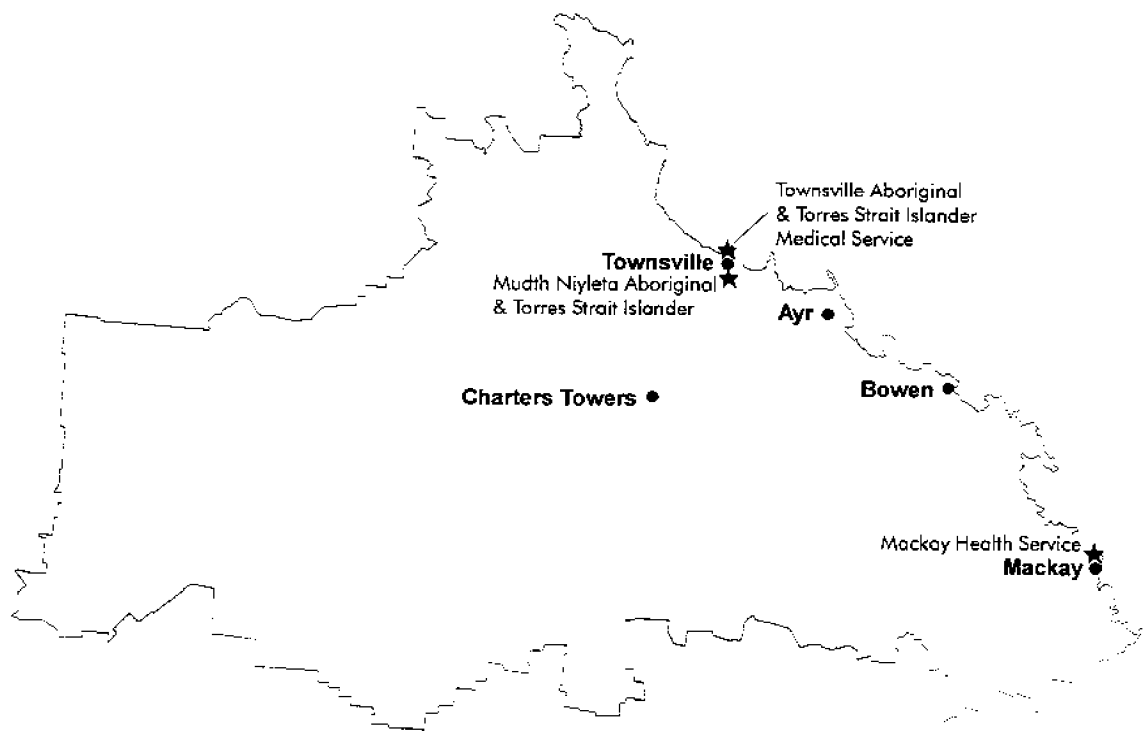 Townsville Aboriginal
& Torres Strait Islander
Medical Service
Townsville
Mudth Niyleta Aboriginal
& Torres Strait Islander
Ayr
Charters Towers
Bowen
Mackay Health Service
Mackay